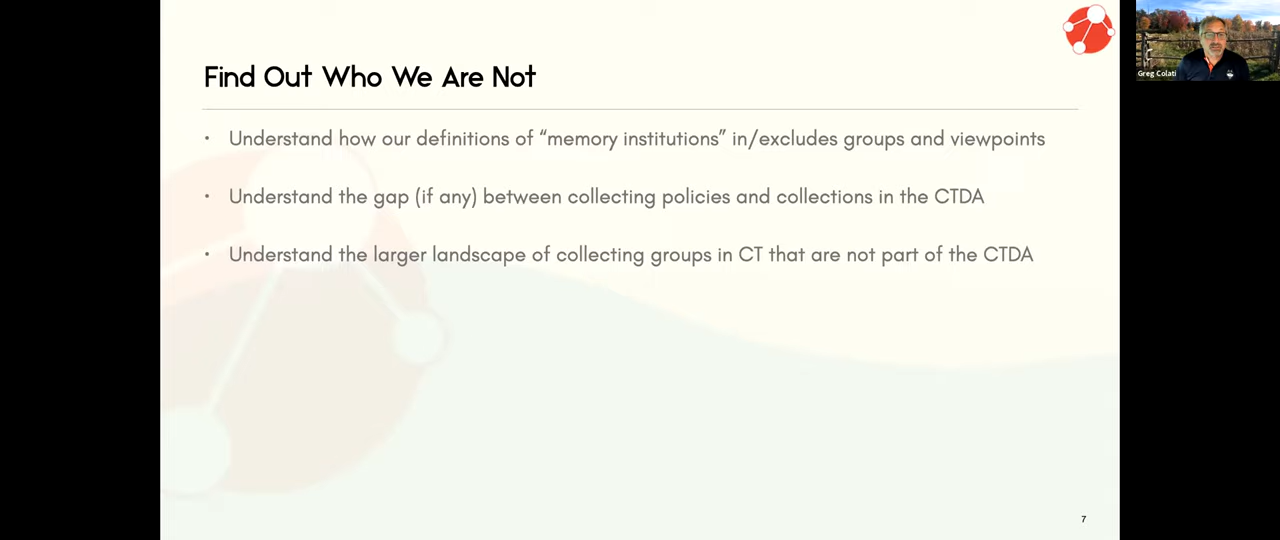 Find Out Who We Are Not
• Understand how our definitions of “memory institutions” in/excludes groups and viewpoints
• Understand the gap (if any) between collecting policies and collections in the CTDA
• Understand the larger landscape of collecting groups in CT that are not part of the CTDA
7
Greg Colati